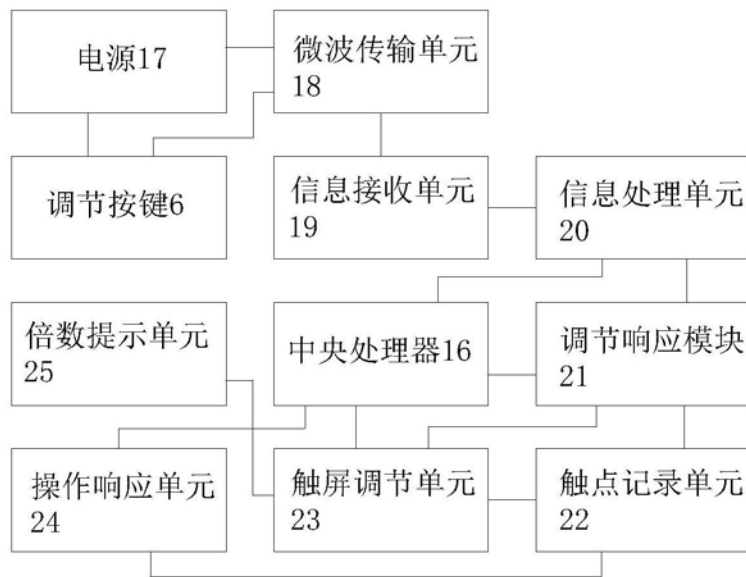 电源17
微波传输单元
18
调节按键6
信息接收单元
19
信息处理单元
20
倍数提示单元
25
中央处理器16
调节响应模块
21
操作响应单元
24
触屏调节单元
23
触点记录单元
22